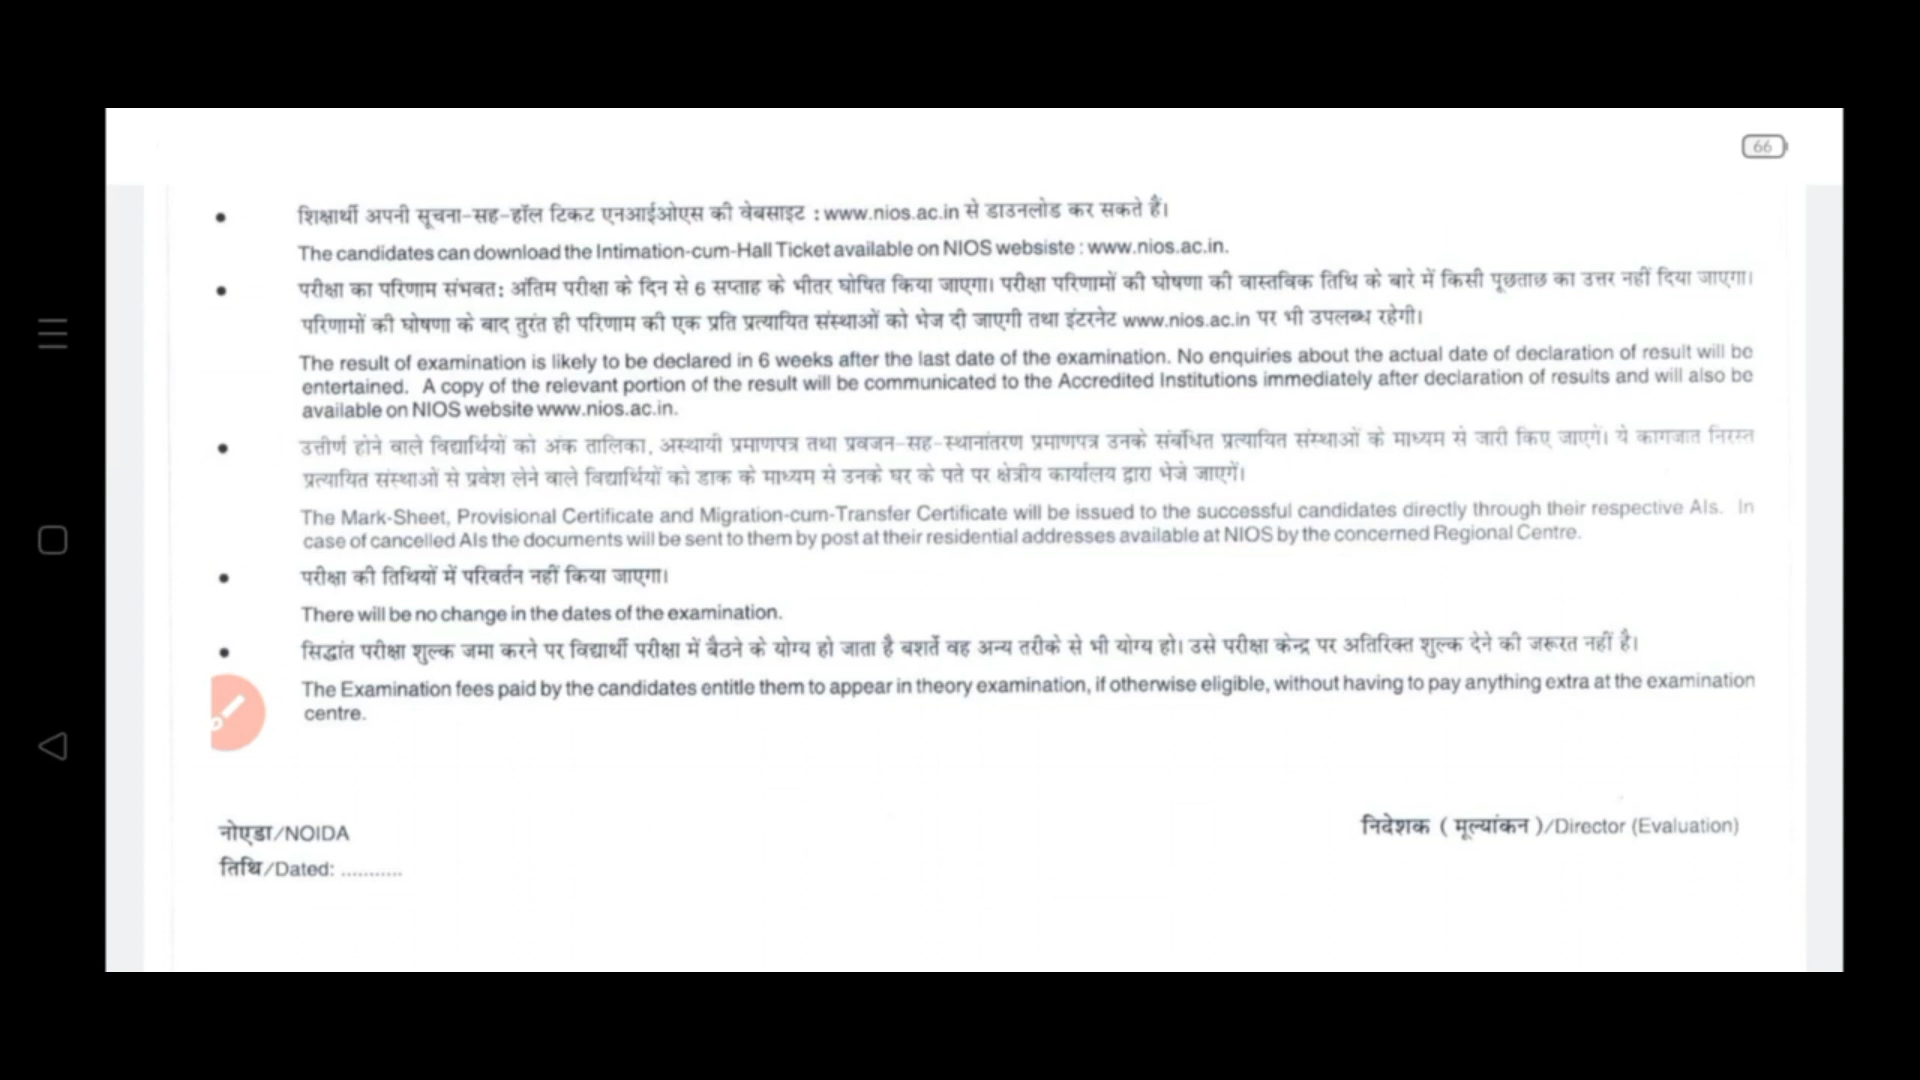 66
शिक्षार्थी अपनी सूचना-सह-हॉल टिकट एनआईओएस की वेबसाइट : www.nios.ac.in से डाउनलोड कर सकते हैं।
The candidates can download the Intimation-cum-Hall Ticket available on NIOS websiste : www.nios.ac.in.
परीक्षा का परिणाम संभवत: अंतिम परीक्षा के दिन से 6 सप्ताह के भीतर घोषित किया जाएगा। परीक्षा परिणामों की घोषणा की वास्तविक तिथि के बारे में किसी पूछताछ का उत्तर नहीं दिया जाएगा।
परिणामों की घोषणा के बाद तुरंत ही परिणाम की एक प्रति प्रत्यायित संस्थाओं को भेज दी जाएगी तथा इंटरनेट www.nios.ac.in पर भी उपलब्ध रहेगी।
The result of examination is likely to be declared in 6 weeks after the last date of the examination. No enquiries about the actual date of declaration of result will be
entertained. A copy of the relevant portion of the result will be communicated to the Accredited Institutions immediately after declaration of results and will also be
available on NIOS website www.nios.ac.in.
उत्तीर्ण होने वाले विद्यार्थियों को अंक तालिका, अस्थायी प्रमाणपत्र तथा प्रवजन-सह-स्थानांतरण प्रमाणपत्र उनके संबंधित प्रत्यायित संस्थाओं के माध्यम से जारी किए जाएगें। ये कागजात निरस्त
प्रत्यायित संस्थाओं से प्रवेश लेने वाले विद्यार्थियों को डाक के माध्यम से उनके घर के पते पर क्षेत्रीय कार्यालय द्वारा भेजे जाएगें।
The Mark-Sheet, Provisional Certificate and Migration-cum-Transfer Certificate will be issued to the successful candidates directly through their respective AIs. In
case of cancelled AIs the documents will be sent to them by post at their residential addresses available at NIOS by the concerned Regional Centre.
परीक्षा की तिथियों में परिवर्तन नहीं किया जाएगा।
There will be no change in the dates of the examination.
सिद्धांत परीक्षा शुल्क जमा करने पर विद्यार्थी परीक्षा में बैठने के योग्य हो जाता है बशर्ते वह अन्य तरीके से भी योग्य हो। उसे परीक्षा केन्द्र पर अतिरिक्त शुल्क देने की जरूरत नहीं है।
The Examination fees paid by the candidates entitle them to appear in theory examination, if otherwise eligible, without having to pay anything extra at the examination
centre.
नोएडा/NOIDA
निदेशक ( मूल्यांकन )/Director (Evaluation)
तिथि/Dated: ...........